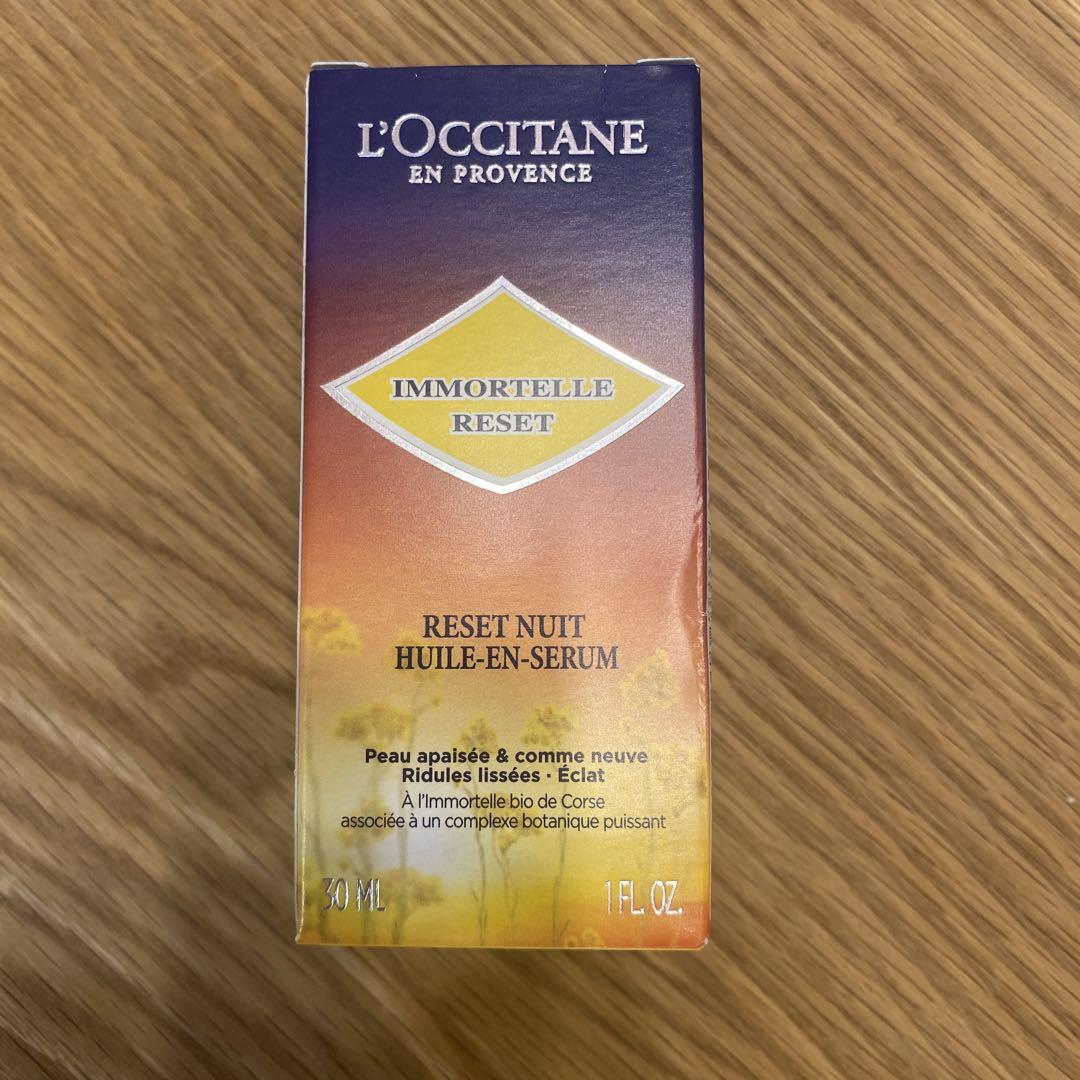 L'OCCITANE
EN PROVENCE
IMMORTELLE
RESET
RESET NUIT
HUILE-EN-SERUM
Peau apaisée & comme neuve
Ridules lissées · Éclat
À l'Immortelle bio de Corse
associée à un complexe botanique puissant
30 ML 1 FL. OZ.